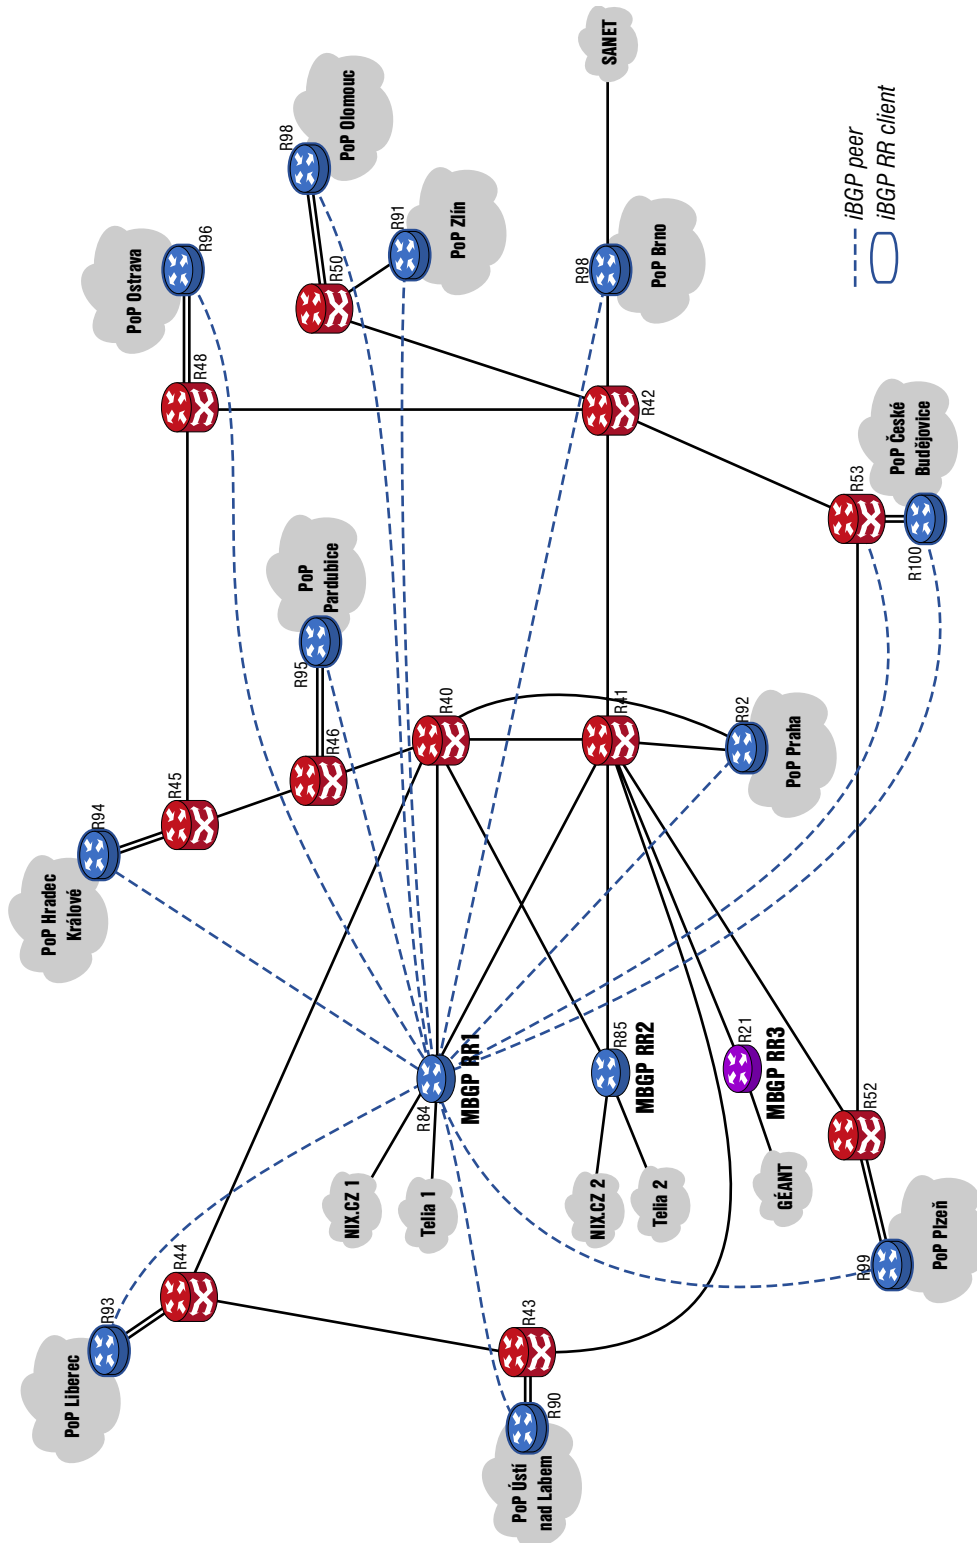 PoP Liberec
PoP Hradec
Králové
R94
R93
PoP Ostrava
R44
R45
R48
R96
R98
R95
PoP
Pardubice
R46
R50
PoP Olomouc
NIX.CZ 1
R91
PoP Zlín
R84
Telia 1
R40
MBGP RR1
PoP Ústí
nad Labem
R43
R90
R98
NIX.CZ 2
SANET
R85
R41
MBGP RR2
R42
PoP Brno
Telia 2
R92
R21
MBGP RR3
GÉANT
PoP Praha
iBGP peer
iBGP RR client
R53
R99
R52
PoP České
Budějovice
R100
PoP Plzeň